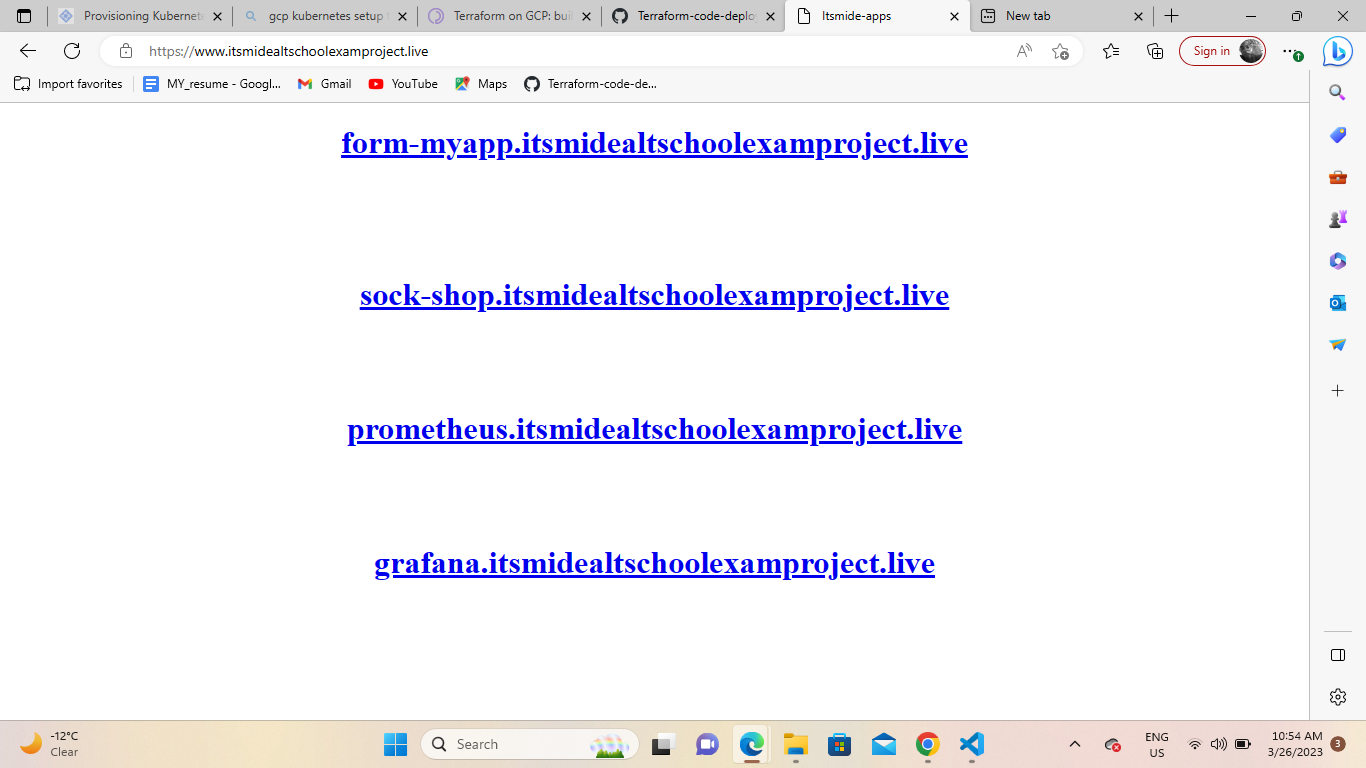 Provisioning Kubernete
gcp kubernetes setup
Terraform on GCP: buil
Terraform-code-deploy
Itsmide-apps
New tab
https://www.itsmidealtschoolexamproject.live
Sign in
Import favorites
MY_resume - Googl...
Gmail
YouTube
Maps
Terraform-code-de...
form-myapp.itsmidealtschoolexamproject.live
sock-shop.itsmidealtschoolexamproject.live
prometheus.itsmidealtschoolexamproject.live
grafana.itsmidealtschoolexamproject.live
-12°C
Clear
Search
ENG
US
10:54 AM
3/26/2023
3